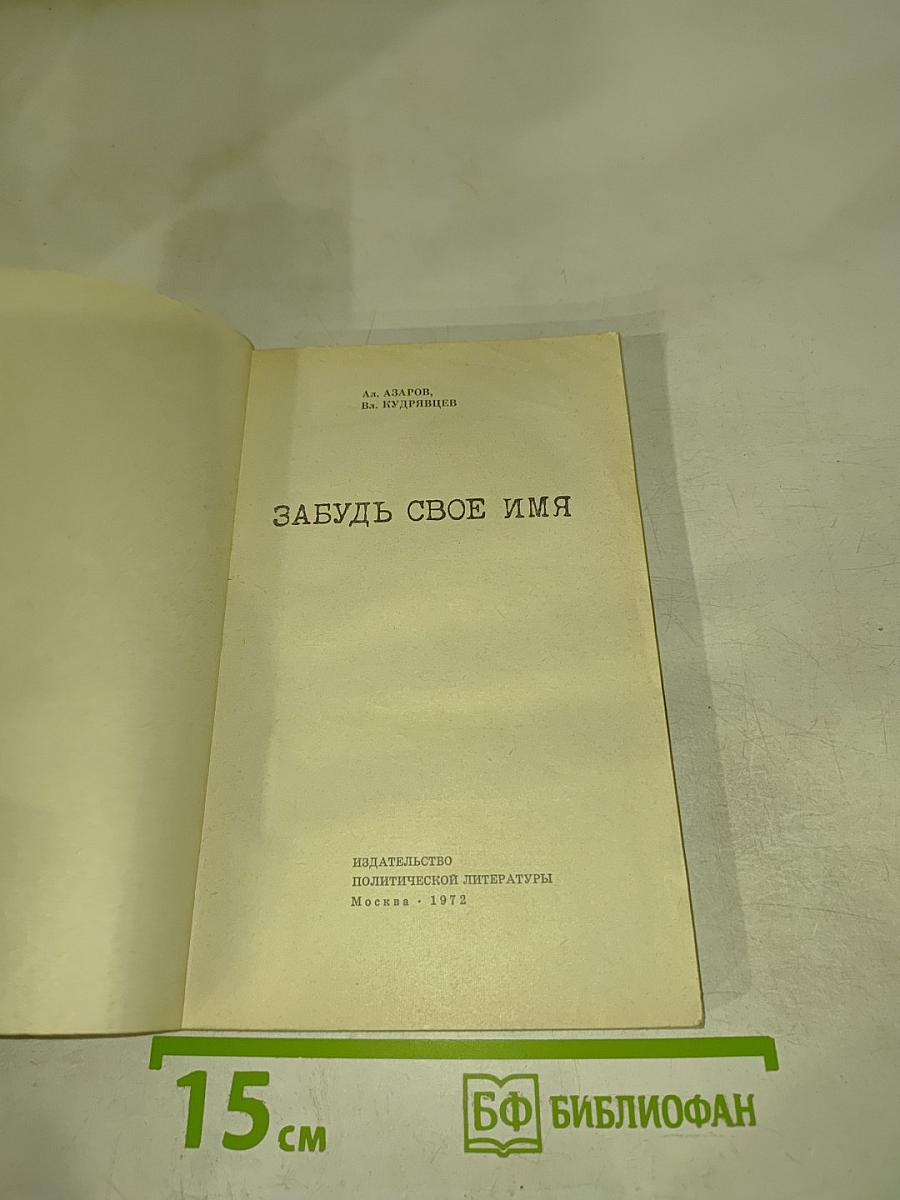 Ал. АЗАРОВ,
Вл. КУДРЯВЦЕВ
ЗАБУДЬ СВОЕ ИМЯ
ИЗДАТЕЛЬСТВО
ПОЛИТИЧЕСКОЙ ЛИТЕРАТУРЫ
Москва · 1972
15 см
БФ БИБЛИОФАН